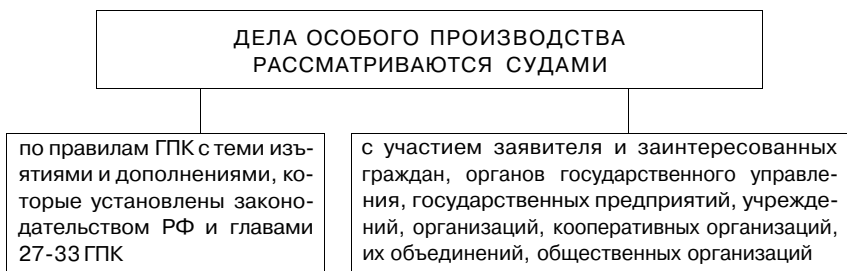 ДЕЛА ОСОБОГО ПРОИЗВОДСТВА
РАССМАТРИВАЮТСЯ СУДАМИ
по правилам ГПК с теми изъ-
ятиями и дополнениями, ко-
торые установлены законо-
дательством РФ и главами
27-33 ГПК
с участием заявителя и заинтересованных
граждан, органов государственного управле-
ния, государственных предприятий, учрежде-
ний, организаций, кооперативных организаций,
их объединений, общественных организаций